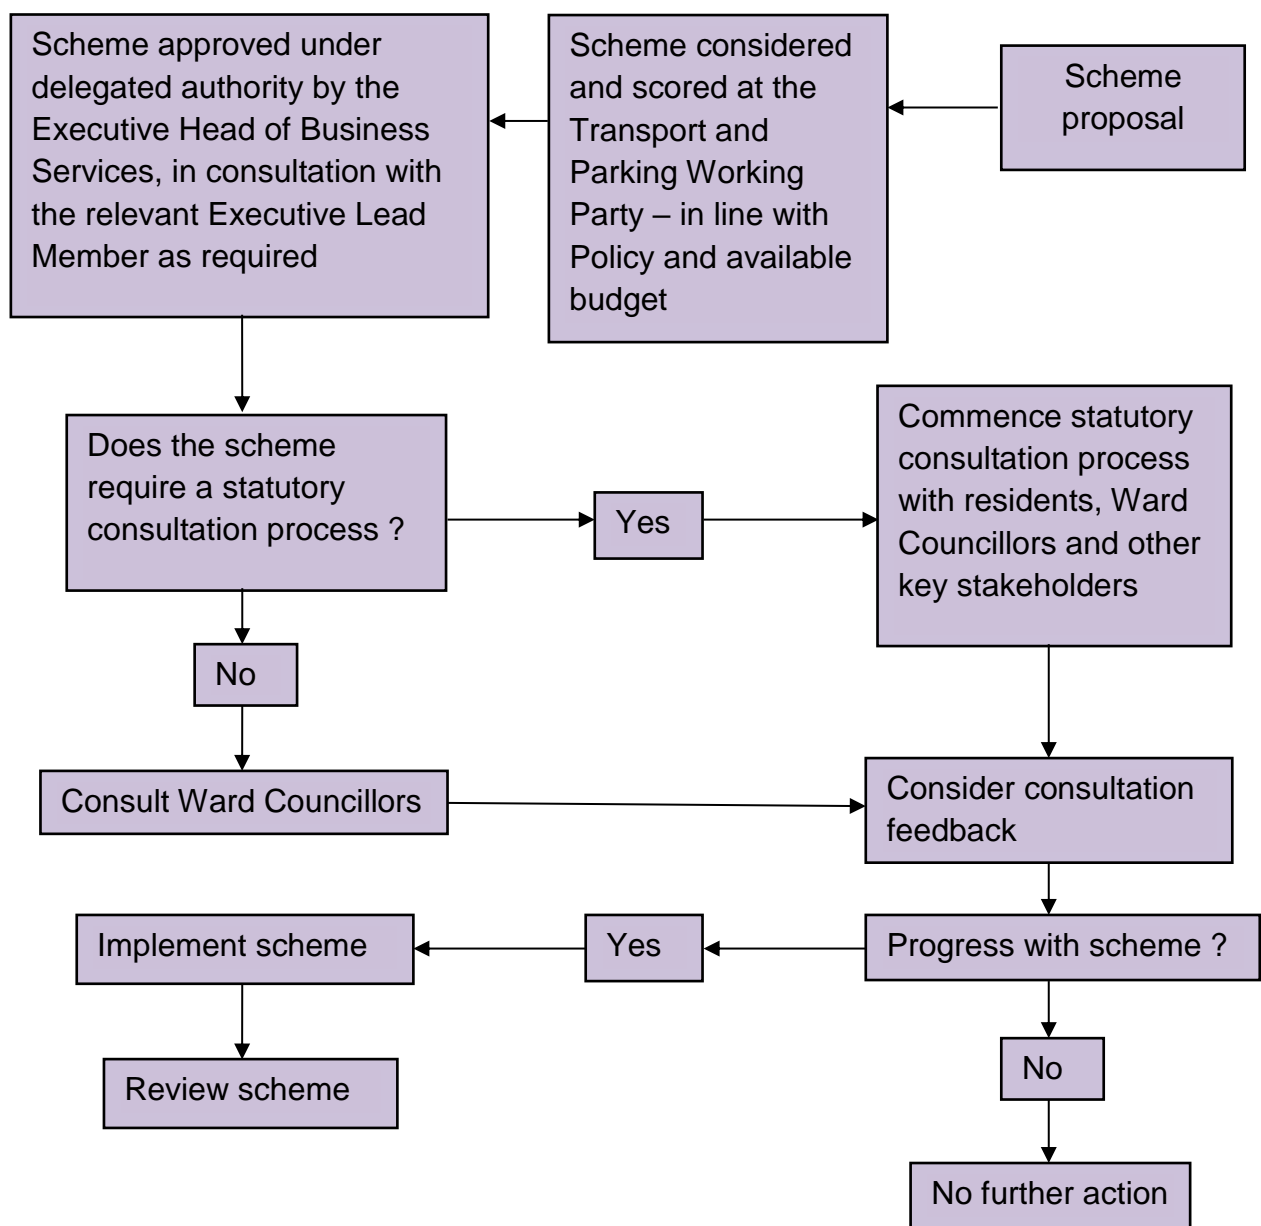 Scheme approved under
delegated authority by the
Executive Head of Business
Services, in consultation with
the relevant Executive Lead
Member as required
Scheme considered
and scored at the
Transport and
Parking Working
Party – in line with
Policy and available
budget
Scheme
proposal
Does the scheme
require a statutory
consultation process ?
Yes
Commence statutory
consultation process
with residents, Ward
Councillors and other
key stakeholders
No
Consult Ward Councillors
Consider consultation
feedback
Implement scheme
Yes
Progress with scheme ?
Review scheme
No
No further action